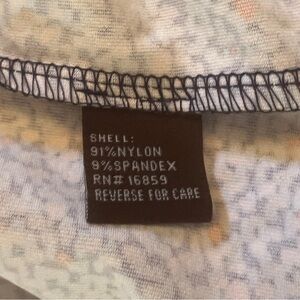 SHELL:
91%NYLON
9%SPANDEX
RN# 16859
REVERSE FOR CARE